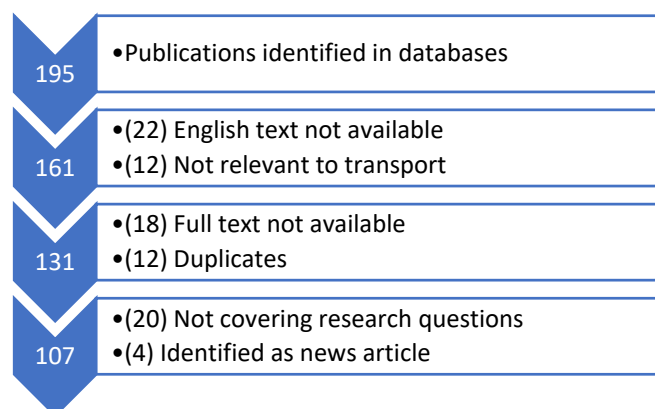 195
•Publications identified in databases
161
•(22) English text not available
•(12) Not relevant to transport
131
•(18) Full text not available
•(12) Duplicates
107
•(20) Not covering research questions
•(4) Identified as news article